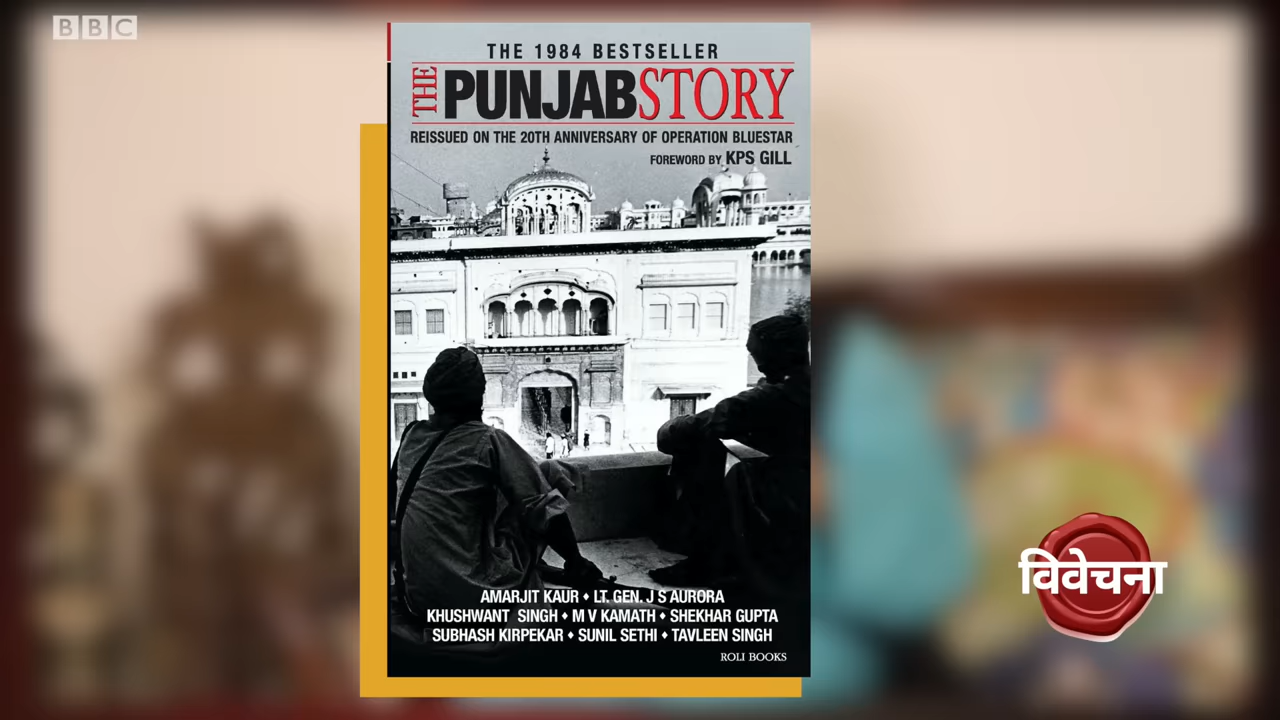 BBC
THE 1984 BESTSELLER
THE PUNJAB STORY
REISSUED ON THE 20TH ANNIVERSARY OF OPERATION BLUESTAR
FOREWORD BY KPS GILL
AMARJIT KAUR ♦ LT. GEN. J S AURORA
KHUSHWANT SINGH ♦ M V KAMATH ♦ SHEKHAR GUPTA
SUBHASH KIRPEKAR ♦ SUNIL SETHI ♦ TAVLEEN SINGH
ROLI BOOKS
विवेचना